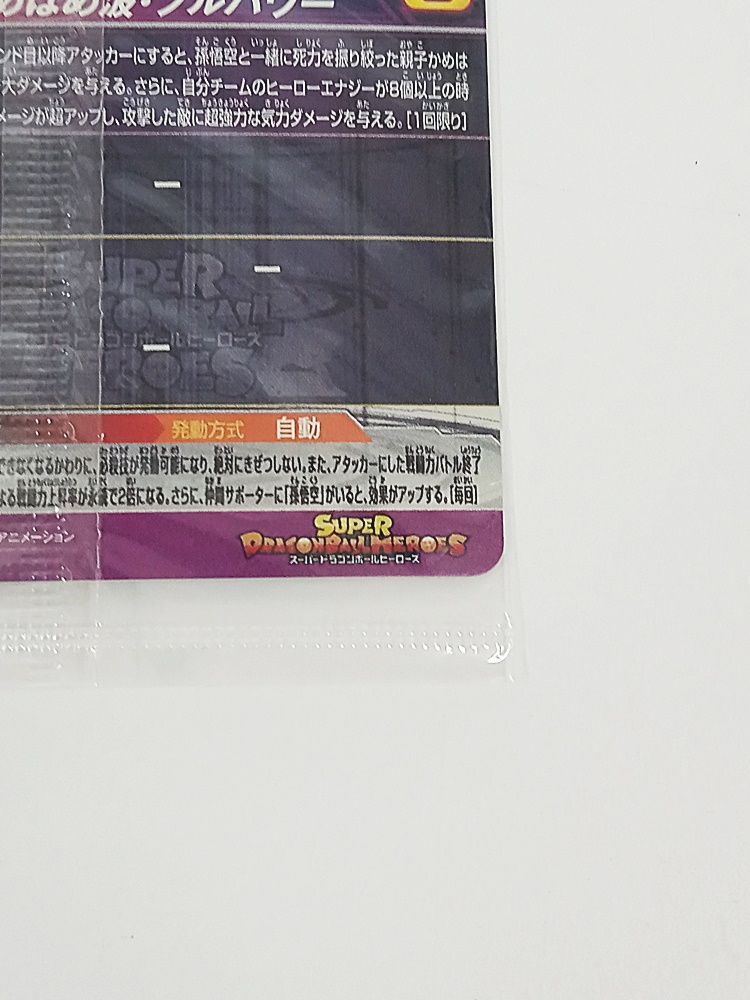 めはめ波・フルパワー
ンド目以降アタッカーにすると、孫悟空と一緒に死力を振り絞った親子かめは
大ダメージを与える。さらに、自分チームのヒーローエナジーが8個以上の時
メージが超アップし、攻撃した敵に超強力な気力ダメージを与える。[1回限り]
ー
SUPER
ー
DRAGONBALL
スーパードラゴンボールヒーローズ
ー
HEROES
発動方式 自動
できなくなるかわりに、必殺技が発動可能になり、絶対にきぜつしない。また、アタッカーにした戦闘力バトル終了
よる戦闘力上昇率が永続で2倍になる。さらに、仲間サポーターに「孫悟空」がいると、効果がアップする。[毎回]
アニメーション
SUPER
DRAGONBALL HEROES
スーパードラゴンボールヒーローズ